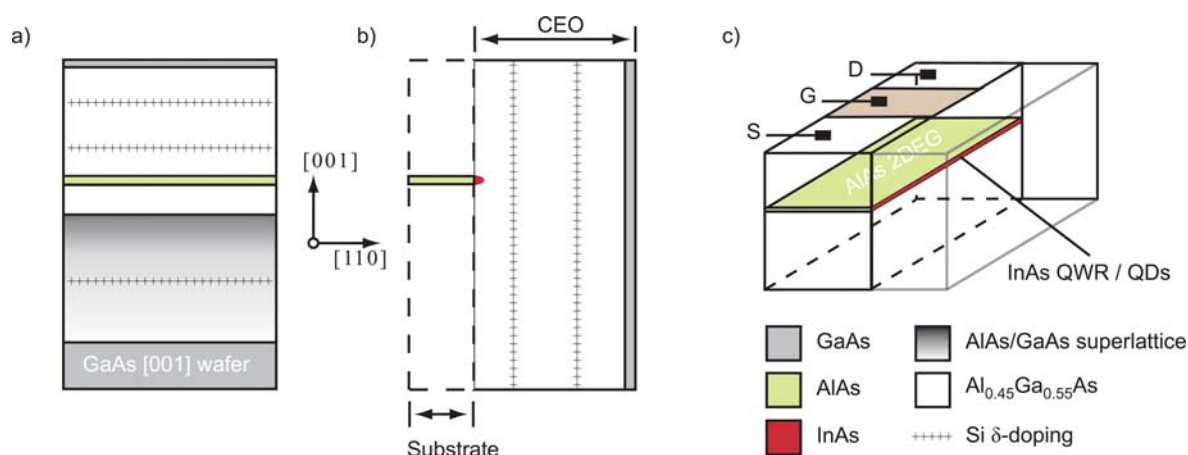 a)
GaAs [001] wafer
[001]
[110]
b)
CEO
Substrate
c)
D
G
S
AlAs 2DEG
InAs QWR / QDs
GaAs
AlAs
InAs
AlAs/GaAs superlattice
Al0.45Ga0.55As
Si δ-doping